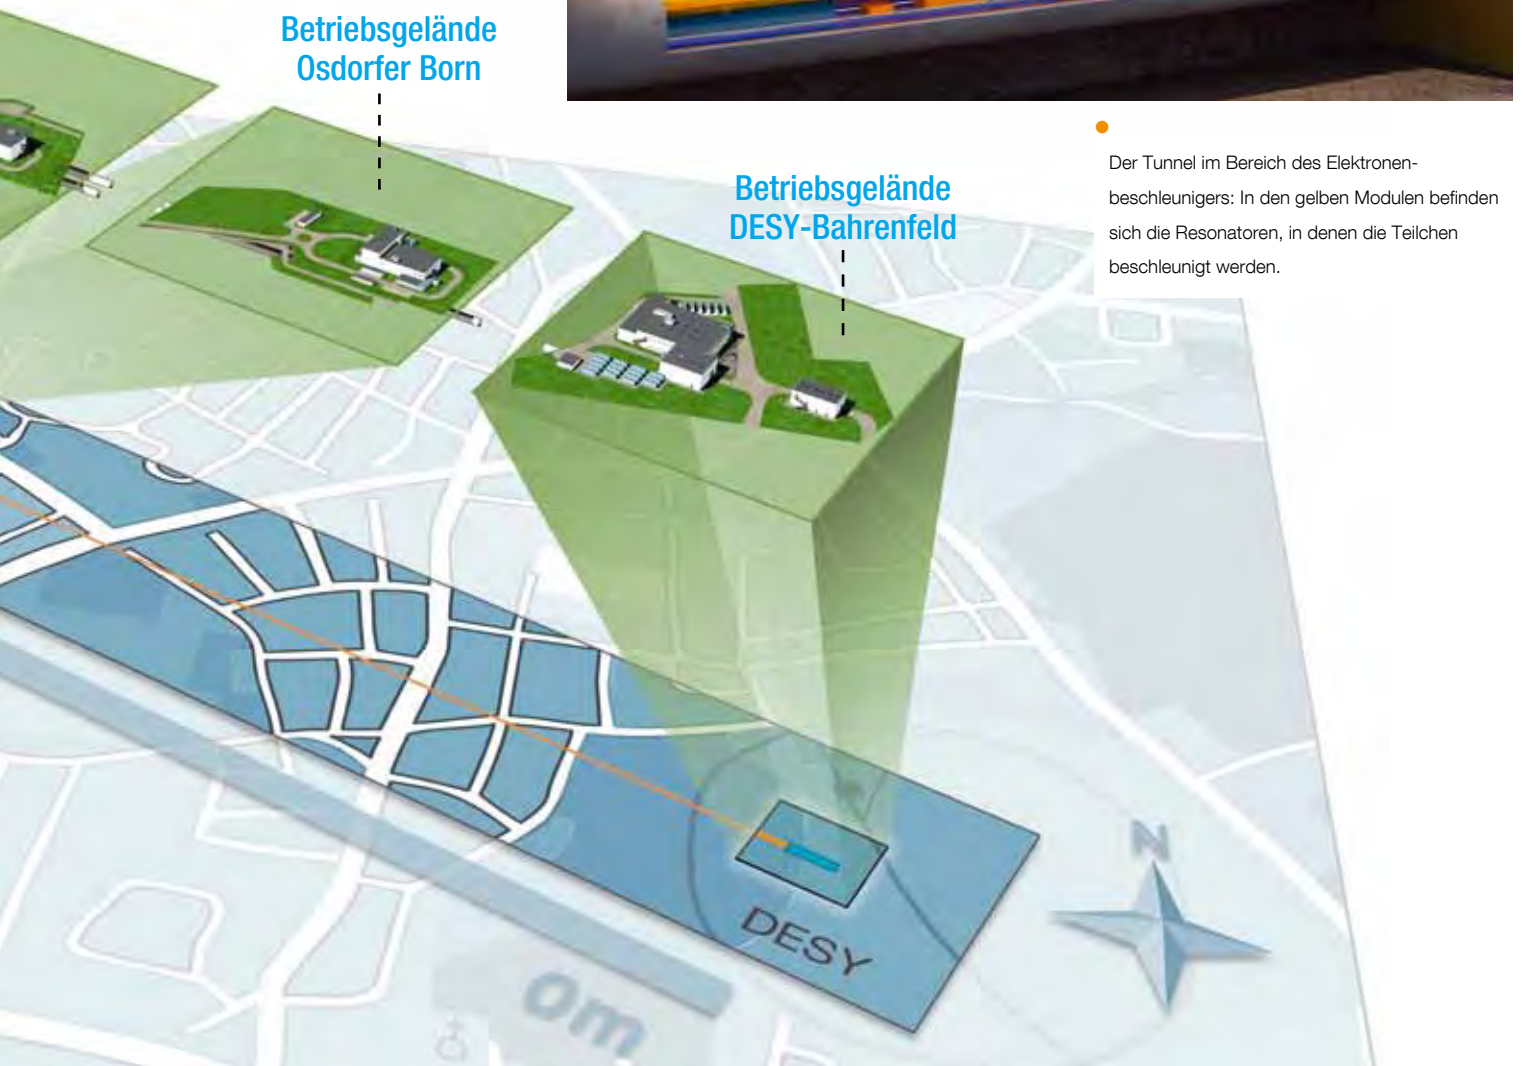 Betriebsgelände
Osdorfer Born
Betriebsgelände
DESY-Bahrenfeld
Der Tunnel im Bereich des Elektronen-
beschleunigers: In den gelben Modulen befinden
sich die Resonatoren, in denen die Teilchen
beschleunigt werden.
N
DESY
0m